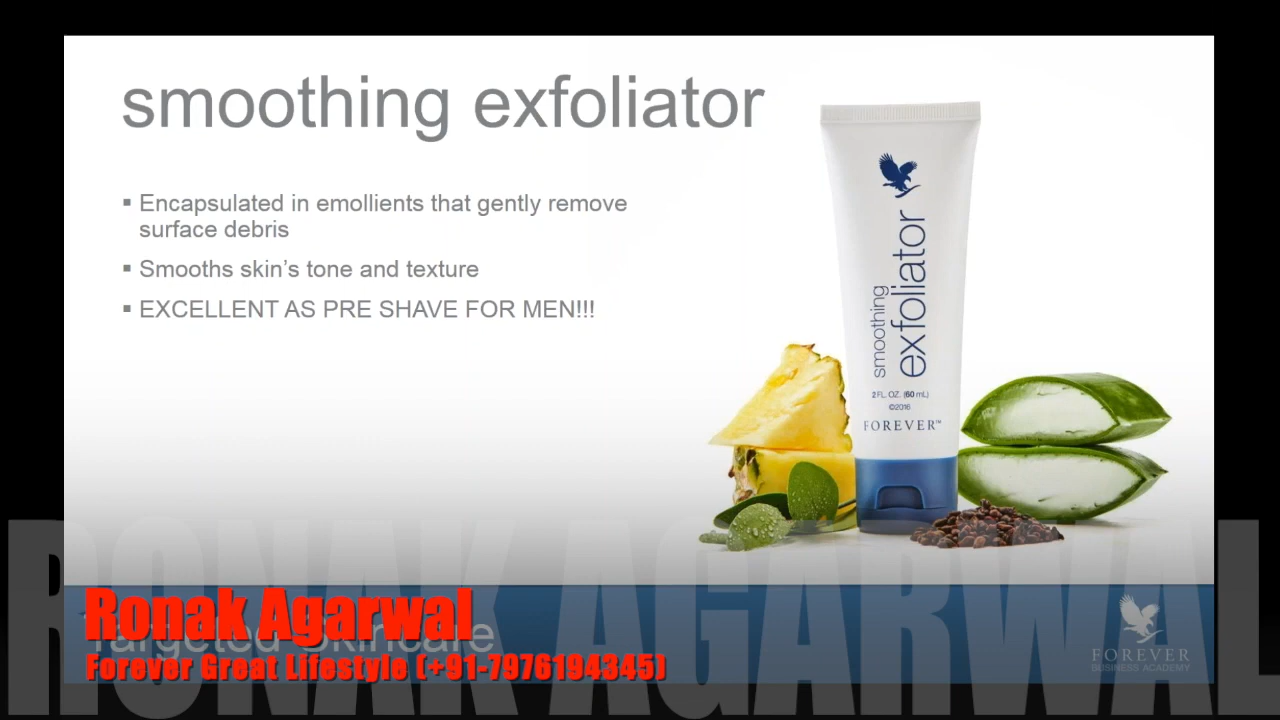 smoothing exfoliator
▪ Encapsulated in emollients that gently remove
surface debris
▪ Smooths skin's tone and texture
▪ EXCELLENT AS PRE SHAVE FOR MEN!!!
smoothing
exfoliator
2 FL. OZ. (60 mL)
©2016
FOREVER™
RONAK AGARWAL
Ronak Agarwal
Targeted Skincare
Forever Great Lifestyle (+91-7976194345)
FOREVER
BUSINESS ACADEMY